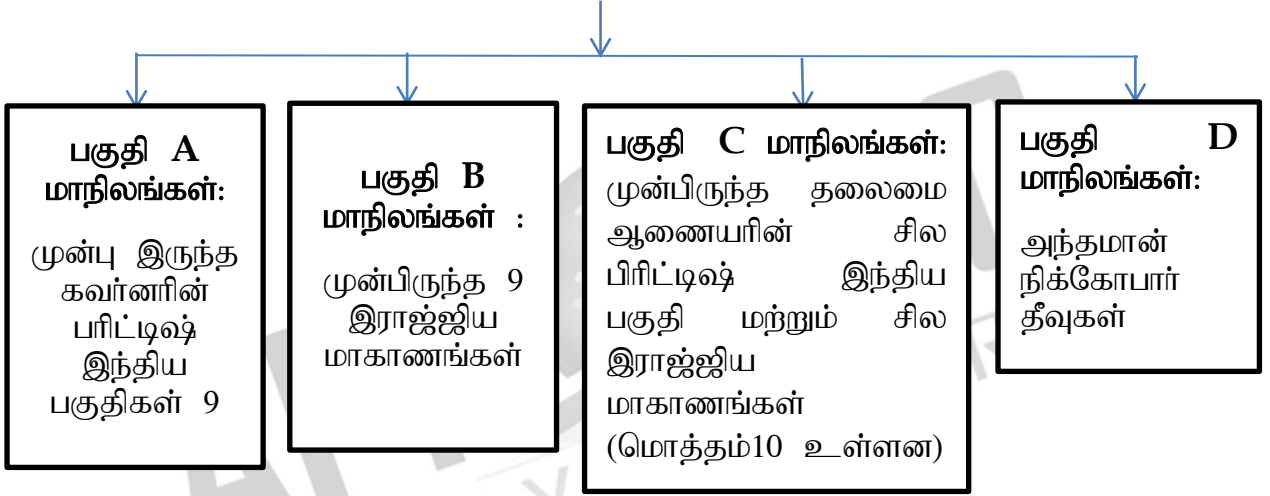 பகுதி A
மாநிலங்கள்:
முன்பு இருந்த
கவர்னரின்
பரிட்டிஷ்
இந்திய
பகுதிகள் 9
பகுதி B
மாநிலங்கள் :
முன்பிருந்த 9
இராஜ்ஜிய
மாகாணங்கள்
பகுதி C மாநிலங்கள்:
முன்பிருந்த தலைமை
ஆணையரின் சில
பிரிட்டிஷ் இந்திய
பகுதி மற்றும் சில
இராஜ்ஜிய
மாகாணங்கள்
(மொத்தம்10 உள்ளன)
பகுதி D
மாநிலங்கள்:
அந்தமான்
நிக்கோபார்
தீவுகள்